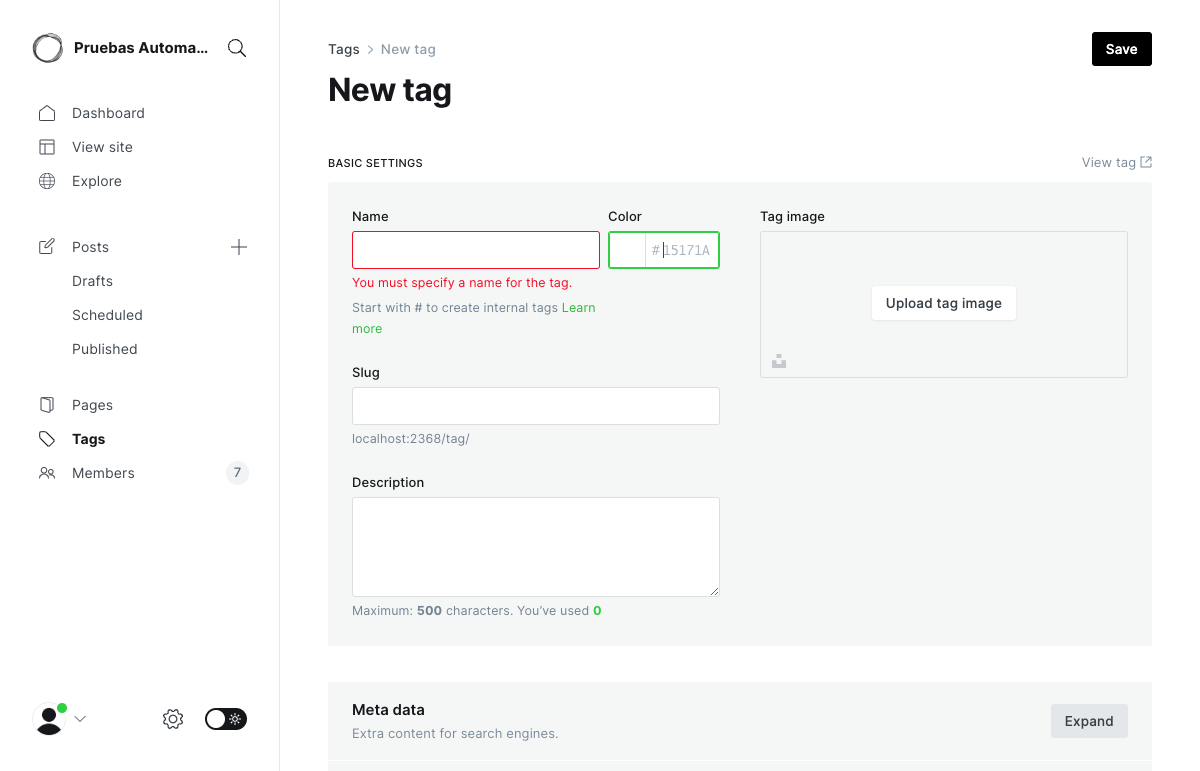 Pruebas Automa...
Dashboard
View site
Explore
Posts
Drafts
Scheduled
Published
Pages
Tags
Members 7
Tags > New tag
Save
New tag
BASIC SETTINGS
View tag
Name
Color
Tag image
#15171A
You must specify a name for the tag.
Start with # to create internal tags Learn
more
Upload tag image
Slug
localhost:2368/tag/
Description
Maximum: 500 characters. You've used 0
Meta data
Extra content for search engines.
Expand